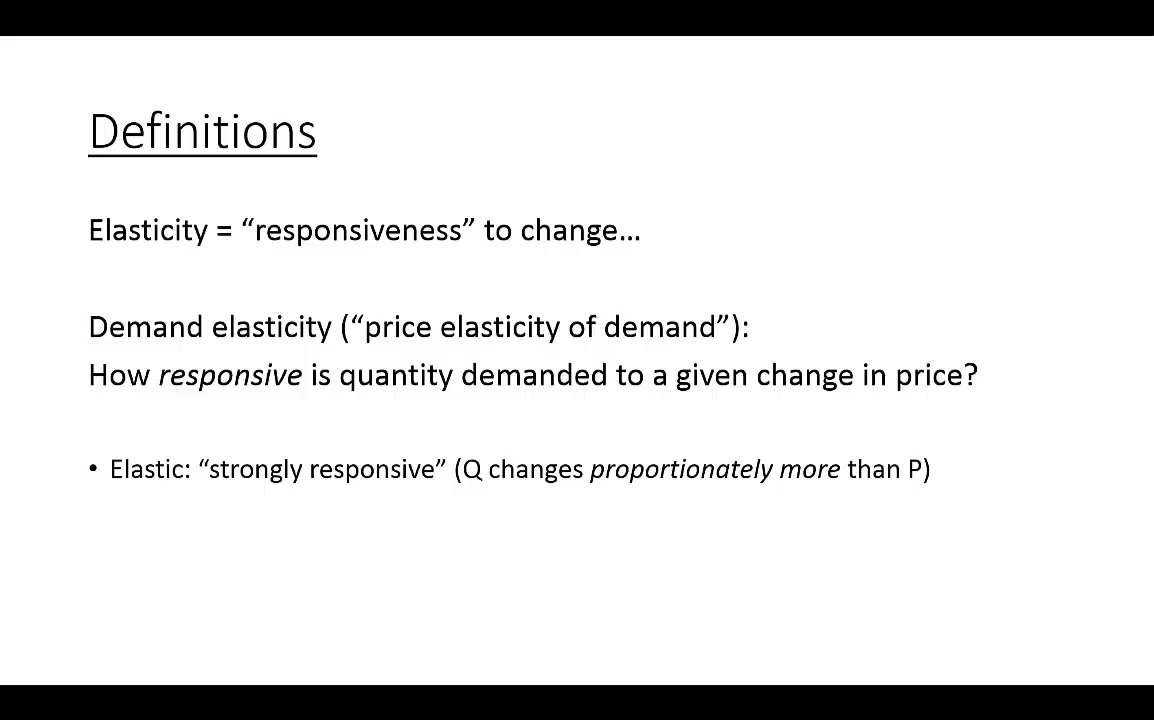 Definitions
Elasticity = “responsiveness” to change…
Demand elasticity (“price elasticity of demand”):
How responsive is quantity demanded to a given change in price?
• Elastic: “strongly responsive” (Q changes proportionately more than P)